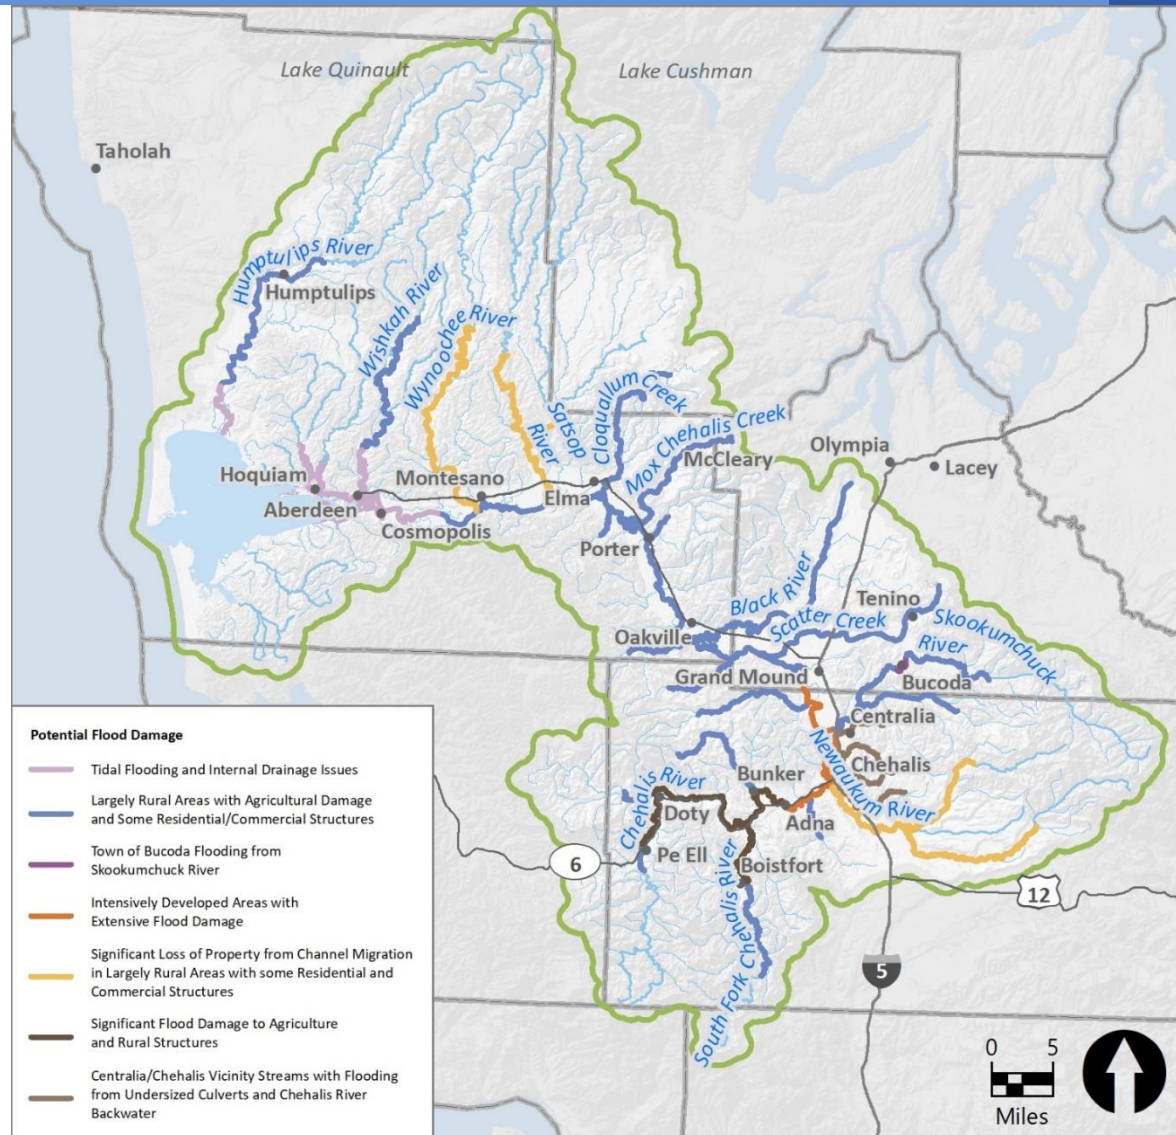 Lake Quinault
Lake Cushman
Taholah
Humptulips River
Humptulips
Wishkah River
Wynoochee River
Satsop
River
Cloquallum Creek
Mox Chehalis Creek
McCleary
Olympia
Lacey
Hoquiam
Montesano
Elma
Aberdeen
Cosmopolis
Porter
Black River
Tenino
Scatter Creek
Skookumchuck
River
Oakville
Grand Mound
Bucoda
Centralia
Newaukum River
Chehalis
Bunker
Chehalis River
Doty
Adna
Pe Ell
Boistfort
6
12
South Fork Chehalis River
5
Potential Flood Damage
Tidal Flooding and Internal Drainage Issues
Largely Rural Areas with Agricultural Damage
and Some Residential/Commercial Structures
Town of Bucoda Flooding from
Skookumchuck River
Intensively Developed Areas with
Extensive Flood Damage
Significant Loss of Property from Channel Migration
in Largely Rural Areas with some Residential and
Commercial Structures
Significant Flood Damage to Agriculture
and Rural Structures
Centralia/Chehalis Vicinity Streams with Flooding
from Undersized Culverts and Chehalis River
Backwater
0 5
Miles